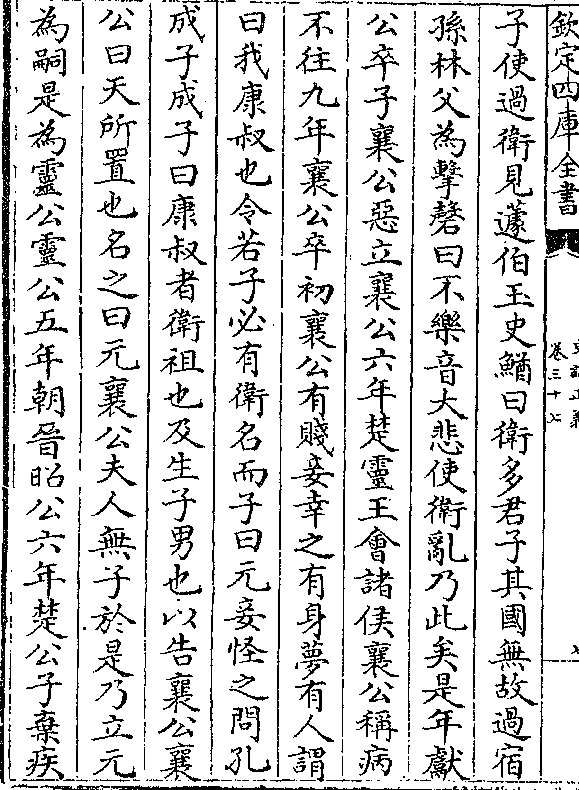 欽定四庫全書
卷三十七
子使過衛見蘧伯玉史鰌曰衛多君子其國無故過宿
孫林父為擊磬曰不樂音大悲使衛亂乃此矣是年獻
公卒子襄公惡立襄公六年楚靈王會諸侯襄公稱病
不往九年襄公卒初襄公有賤妾幸之有身夢有人謂
曰我康叔也令若子必有衛名而子曰元妾怪之問孔
成子成子曰康叔者衛祖也及生子男也以告襄公襄
公曰天所置也名之曰元襄公夫人無子於是乃立元
為嗣是為靈公靈公五年朝晉昭公六年楚公子棄疾